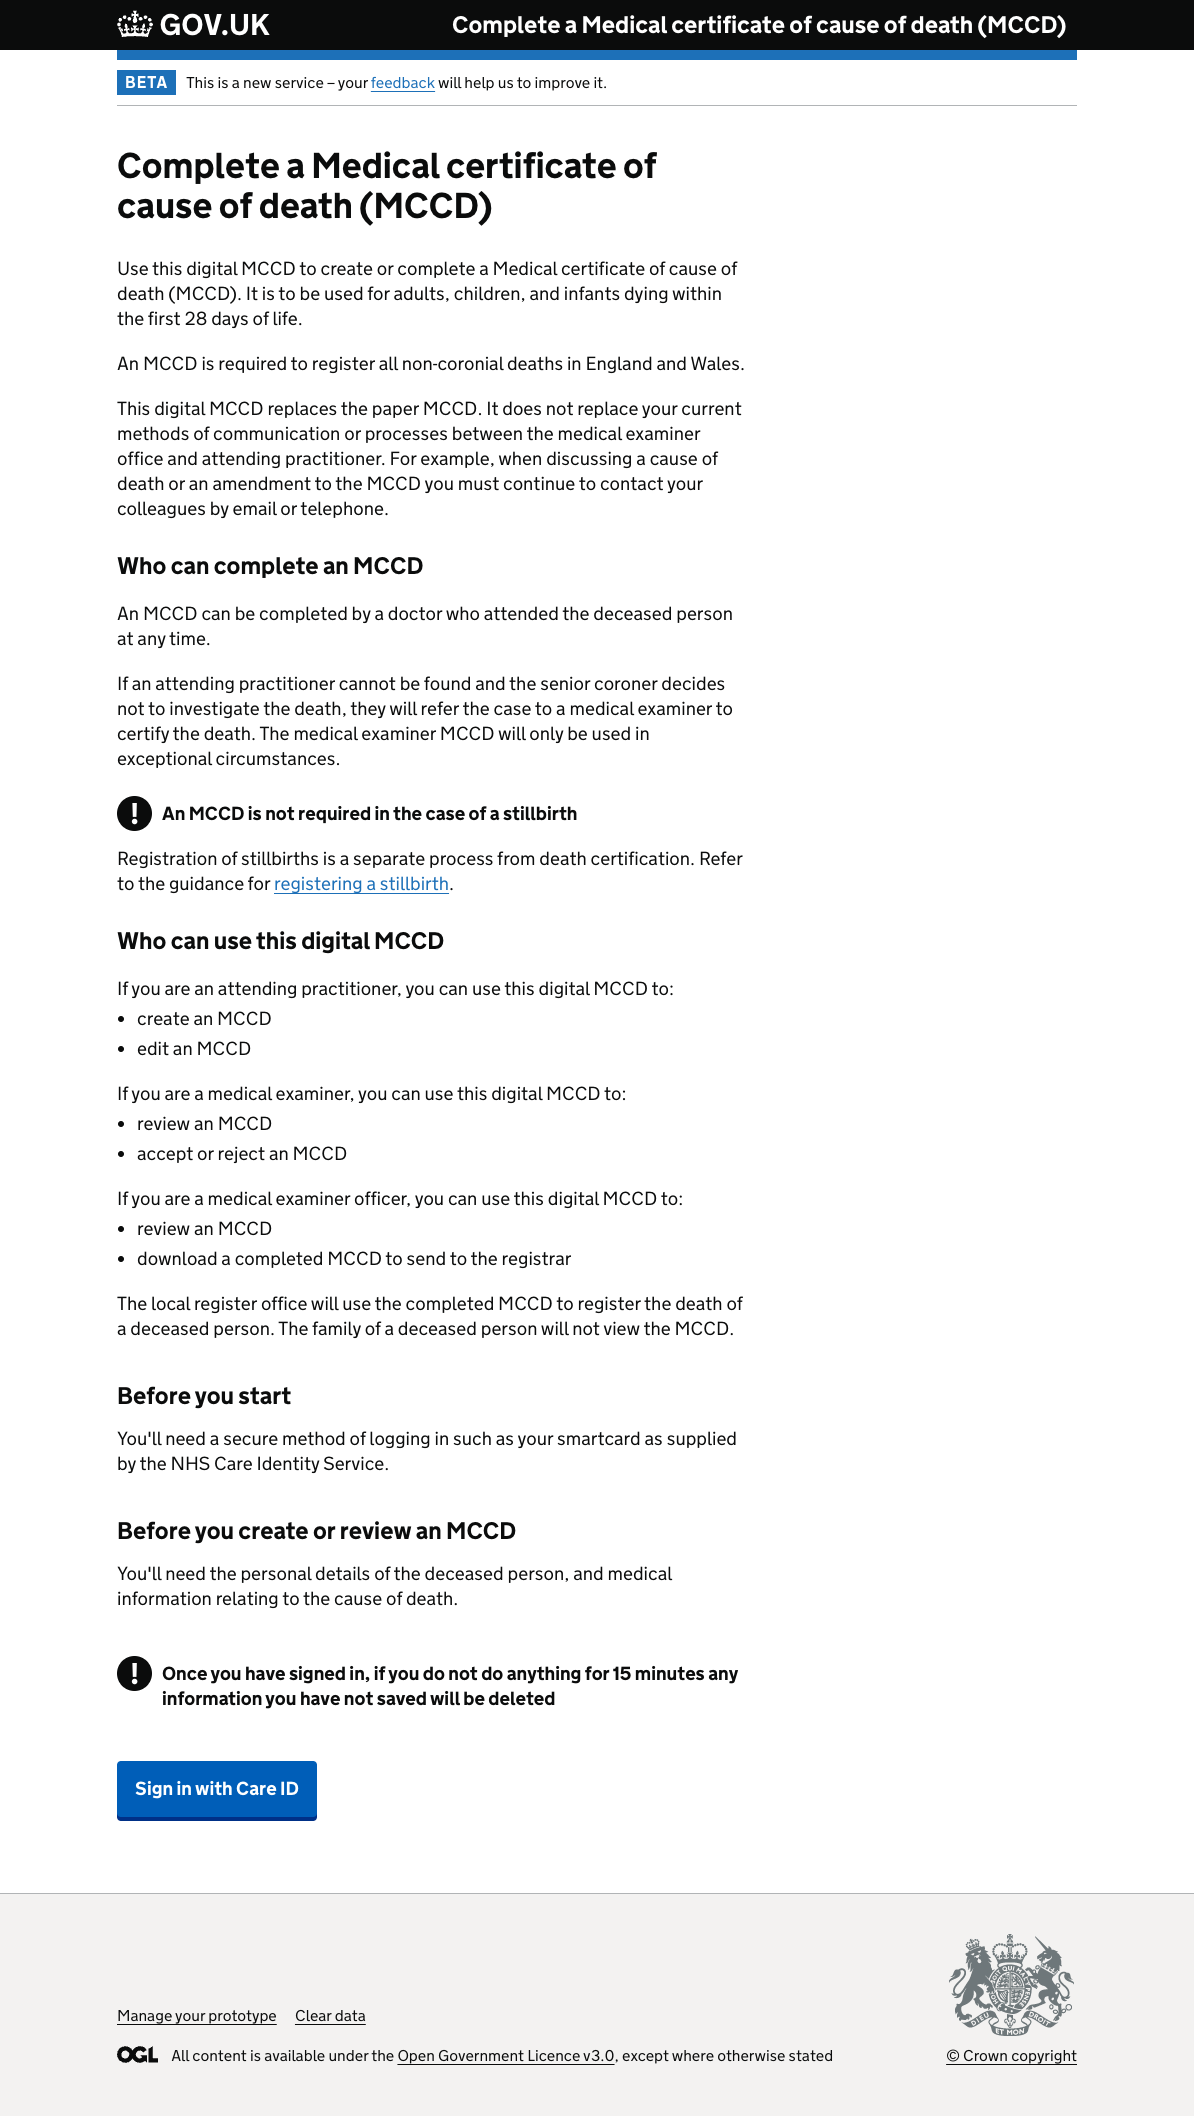 GOV.UK
Complete a Medical certificate of cause of death (MCCD)
BETA This is a new service – your feedback will help us to improve it.
Complete a Medical certificate of
cause of death (MCCD)
Use this digital MCCD to create or complete a Medical certificate of cause of
death (MCCD). It is to be used for adults, children, and infants dying within
the first 28 days of life.
An MCCD is required to register all non-coronial deaths in England and Wales.
This digital MCCD replaces the paper MCCD. It does not replace your current
methods of communication or processes between the medical examiner
office and attending practitioner. For example, when discussing a cause of
death or an amendment to the MCCD you must continue to contact your
colleagues by email or telephone.
Who can complete an MCCD
An MCCD can be completed by a doctor who attended the deceased person
at any time.
If an attending practitioner cannot be found and the senior coroner decides
not to investigate the death, they will refer the case to a medical examiner to
certify the death. The medical examiner MCCD will only be used in
exceptional circumstances.
! An MCCD is not required in the case of a stillbirth
Registration of stillbirths is a separate process from death certification. Refer
to the guidance for registering a stillbirth.
Who can use this digital MCCD
If you are an attending practitioner, you can use this digital MCCD to:
• create an MCCD
• edit an MCCD
If you are a medical examiner, you can use this digital MCCD to:
• review an MCCD
• accept or reject an MCCD
If you are a medical examiner officer, you can use this digital MCCD to:
• review an MCCD
• download a completed MCCD to send to the registrar
The local register office will use the completed MCCD to register the death of
a deceased person. The family of a deceased person will not view the MCCD.
Before you start
You'll need a secure method of logging in such as your smartcard as supplied
by the NHS Care Identity Service.
Before you create or review an MCCD
You'll need the personal details of the deceased person, and medical
information relating to the cause of death.
! Once you have signed in, if you do not do anything for 15 minutes any
information you have not saved will be deleted
Sign in with Care ID
Manage your prototype Clear data
DIEU ET MON DROIT
OGL All content is available under the Open Government Licence v3.0, except where otherwise stated
© Crown copyright